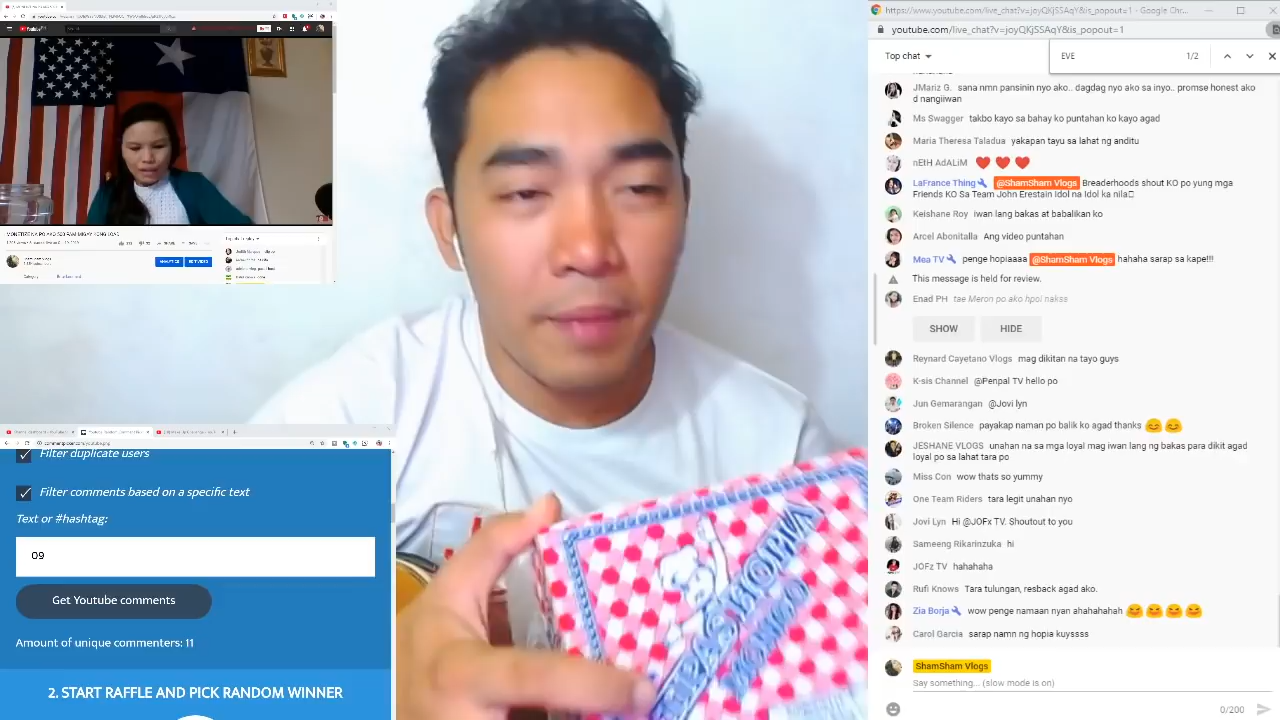 https://www.youtube.com/live_chat?v=joyQKjSSAqY&is_popout=1 - Google Chr...
youtube.com/live_chat?v=joyQKjSSAqY&is_popout=1
Top chat
EVE
1/2
JMariz G. sana nmn pansinin nyo ako.. dagdag nyo ako sa inyo.. promse honest ako
d nangiiwan
Ms Swagger takbo kayo sa bahay ko puntahan ko kayo agad
Maria Theresa Taladua yakapan tayu sa lahat ng anditu
nEtH AdALiM ❤️ ❤️ ❤️
LaFrance Thing @ShamSham Vlogs Breaderhoods shout KO po yung mga
Friends KO Sa Team John Erestain Idol na Idol ka nila
Keishane Roy iwan lang bakas at babalikan ko
Arcel Abonitalla Ang video puntahan
Mea TV penge hopiaaaa @ShamSham Vlogs hahaha sarap sa kape!!!
This message is held for review.
Enad PH tae Meron po ako hpoi nakss
SHOW
HIDE
Reynard Cayetano Vlogs mag dikitan na tayo guys
K-sis Channel @Penpal TV hello po
Jun Gemarangan @Jovi lyn
Broken Silence payakap naman po balik ko agad thanks 😊 😊
JESHANE VLOGS unahan na sa mga loyal mag iwan lang ng bakas para dikit agad
loyal po sa lahat tara po
Miss Con wow thats so yummy
One Team Riders tara legit unahan nyo
Jovi Lyn Hi @JOFx TV. Shoutout to you
Sameeng Rikarinzuka hi
JOFz TV hahahaha
Rufi Knows Tara tulungan, resback agad ako.
Zia Borja wow penge namaan nyan ahahahahah 😄 😄 😄 😄
Carol Garcia sarap namn ng hopia kuyssss
ShamSham Vlogs
Say something... (slow mode is on)
0/200
YouTube
MONETIZE NA PO AKO
ANALYTICS
EDIT VIDEO
Filter duplicate users
Filter comments based on a specific text
Text or #hashtag:
09
Get Youtube comments
Amount of unique commenters: 11
2. START RAFFLE AND PICK RANDOM WINNER